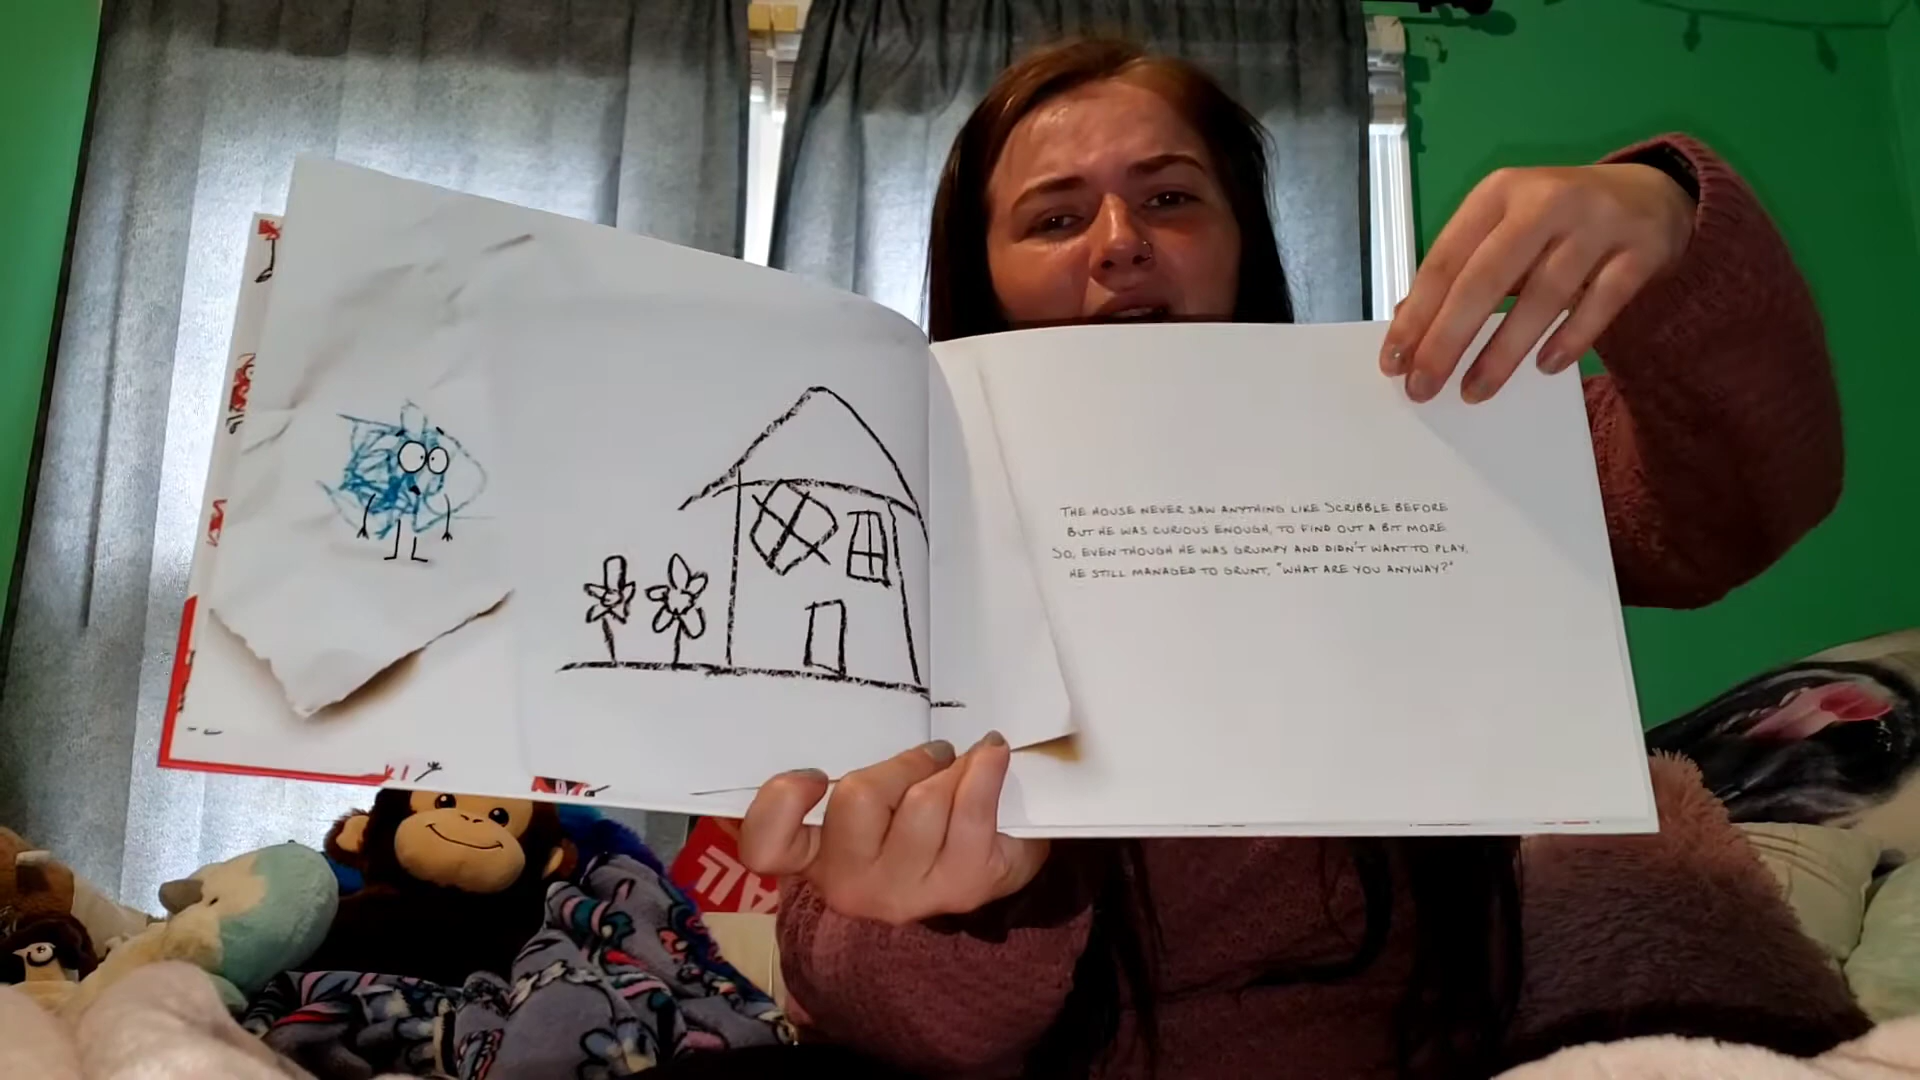 THE HOUSE NEVER SAW ANYTHING LIKE SCRIBBLE BEFORE
BUT HE WAS CURIOUS ENOUGH, TO FIND OUT A BIT MORE
SO, EVEN THOUGH HE WAS GRUMPY AND DIDN'T WANT TO PLAY,
HE STILL MANAGED TO GRUNT, "WHAT ARE YOU ANYWAY?"